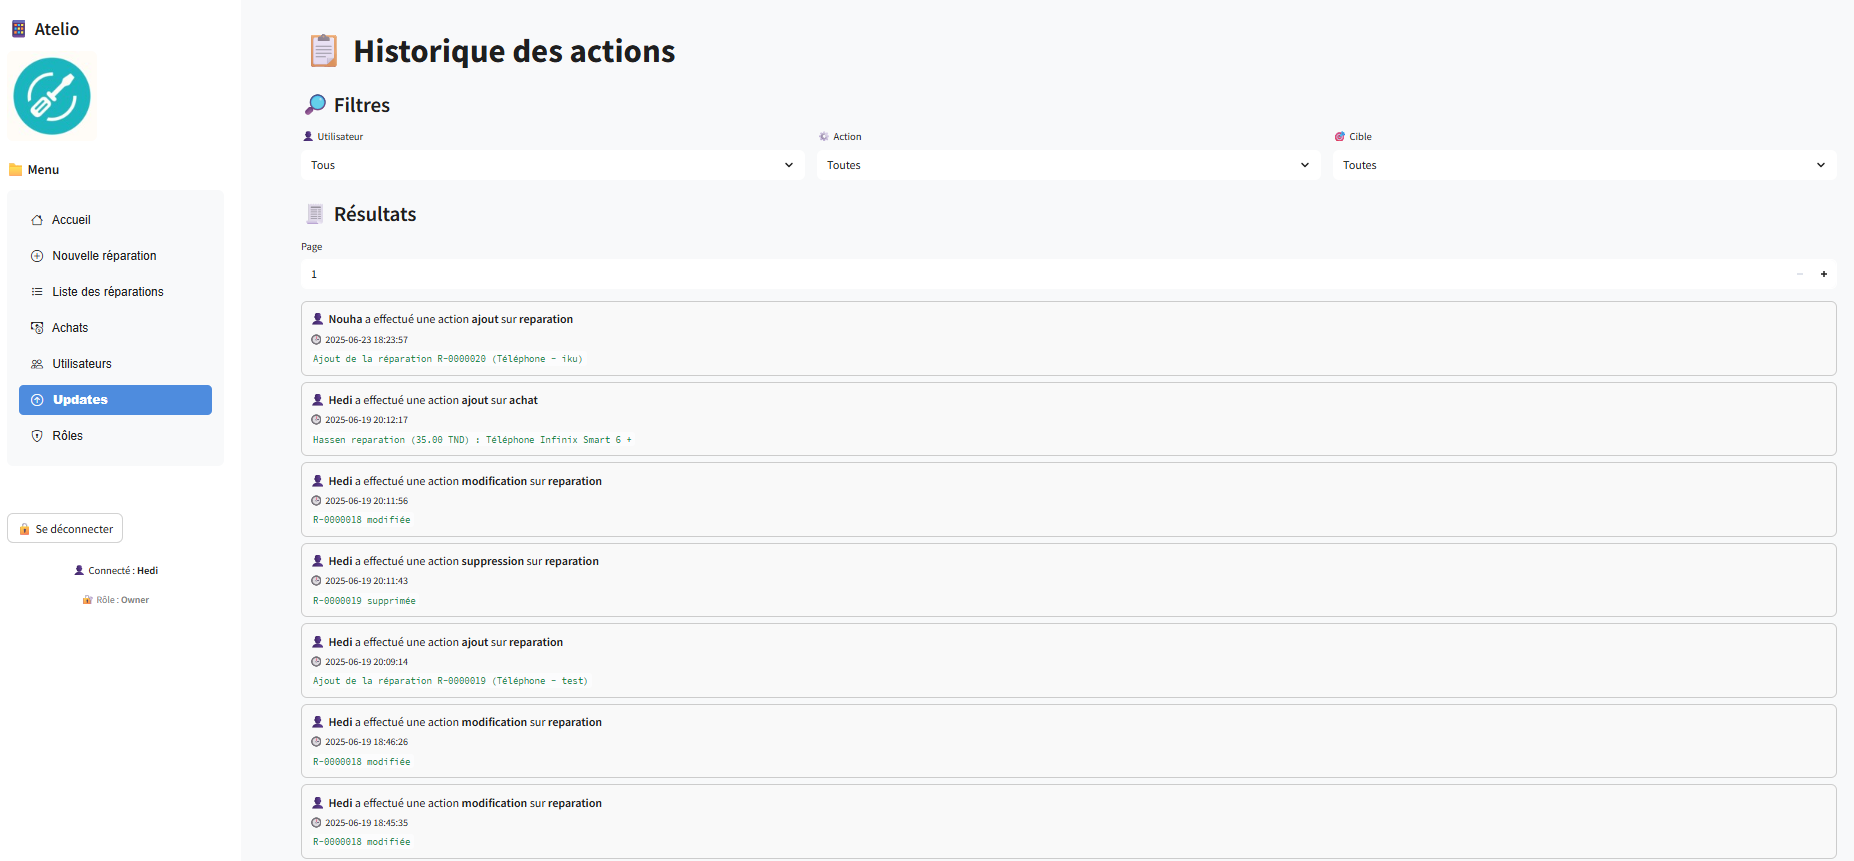 Atelio
Menu
Accueil
Nouvelle réparation
Liste des réparations
Achats
Utilisateurs
Updates
Rôles
Se déconnecter
Connecté : Hedi
Rôle : Owner
Historique des actions
Filtres
Utilisateur
Tous
Action
Toutes
Cible
Toutes
Résultats
Page
1
Nouha a effectué une action ajout sur reparation
2025-06-23 18:23:57
Ajout de la réparation R-0000020 (Téléphone - iku)
Hedi a effectué une action ajout sur achat
2025-06-19 20:12:17
Hassen reparation (35.00 TND) : Téléphone Infinix Smart 6 +
Hedi a effectué une action modification sur reparation
2025-06-19 20:11:56
R-0000018 modifiée
Hedi a effectué une action suppression sur reparation
2025-06-19 20:11:43
R-0000019 supprimée
Hedi a effectué une action ajout sur reparation
2025-06-19 20:09:14
Ajout de la réparation R-0000019 (Téléphone - test)
Hedi a effectué une action modification sur reparation
2025-06-19 18:46:26
R-0000018 modifiée
Hedi a effectué une action modification sur reparation
2025-06-19 18:45:35
R-0000018 modifiée